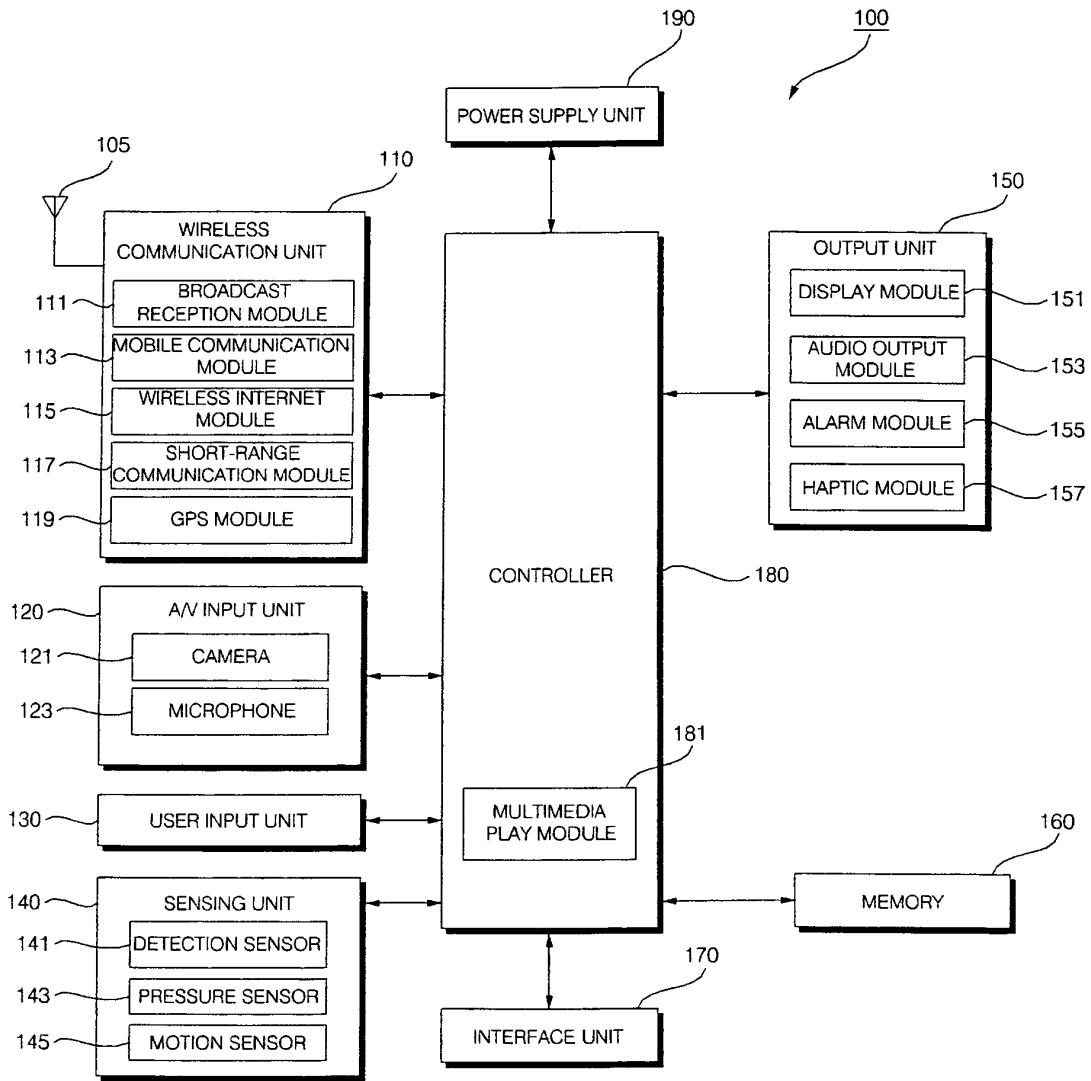 190
100
POWER SUPPLY UNIT
105
110
WIRELESS
COMMUNICATION UNIT
111
BROADCAST
RECEPTION MODULE
113
MOBILE COMMUNICATION
MODULE
115
WIRELESS INTERNET
MODULE
117
SHORT-RANGE
COMMUNICATION MODULE
119
GPS MODULE
120
A/V INPUT UNIT
121
CAMERA
123
MICROPHONE
130
USER INPUT UNIT
140
SENSING UNIT
141
DETECTION SENSOR
143
PRESSURE SENSOR
145
MOTION SENSOR
CONTROLLER
180
181
MULTIMEDIA
PLAY MODULE
150
OUTPUT UNIT
DISPLAY MODULE
151
AUDIO OUTPUT
MODULE
153
ALARM MODULE
155
HAPTIC MODULE
157
160
MEMORY
170
INTERFACE UNIT